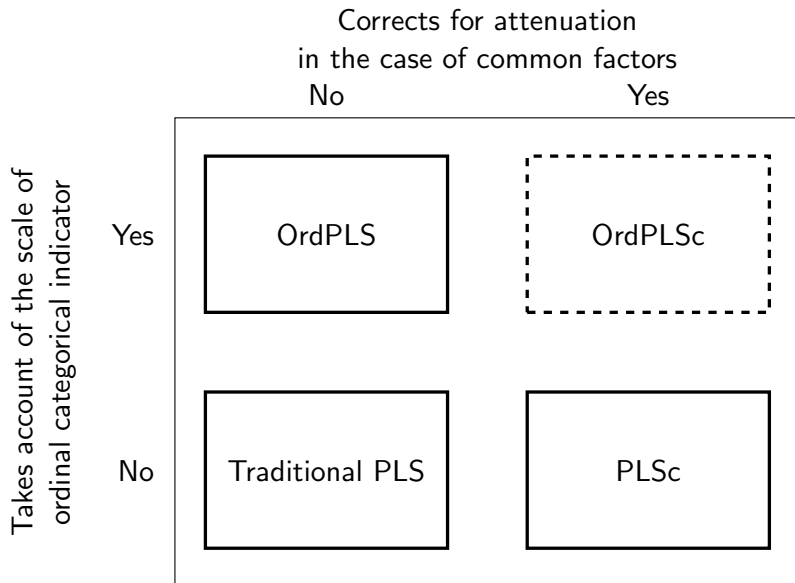 Corrects for attenuation
in the case of common factors
No Yes
Takes account of the scale of
ordinal categorical indicator
Yes
OrdPLS
OrdPLSc
No
Traditional PLS
PLSc